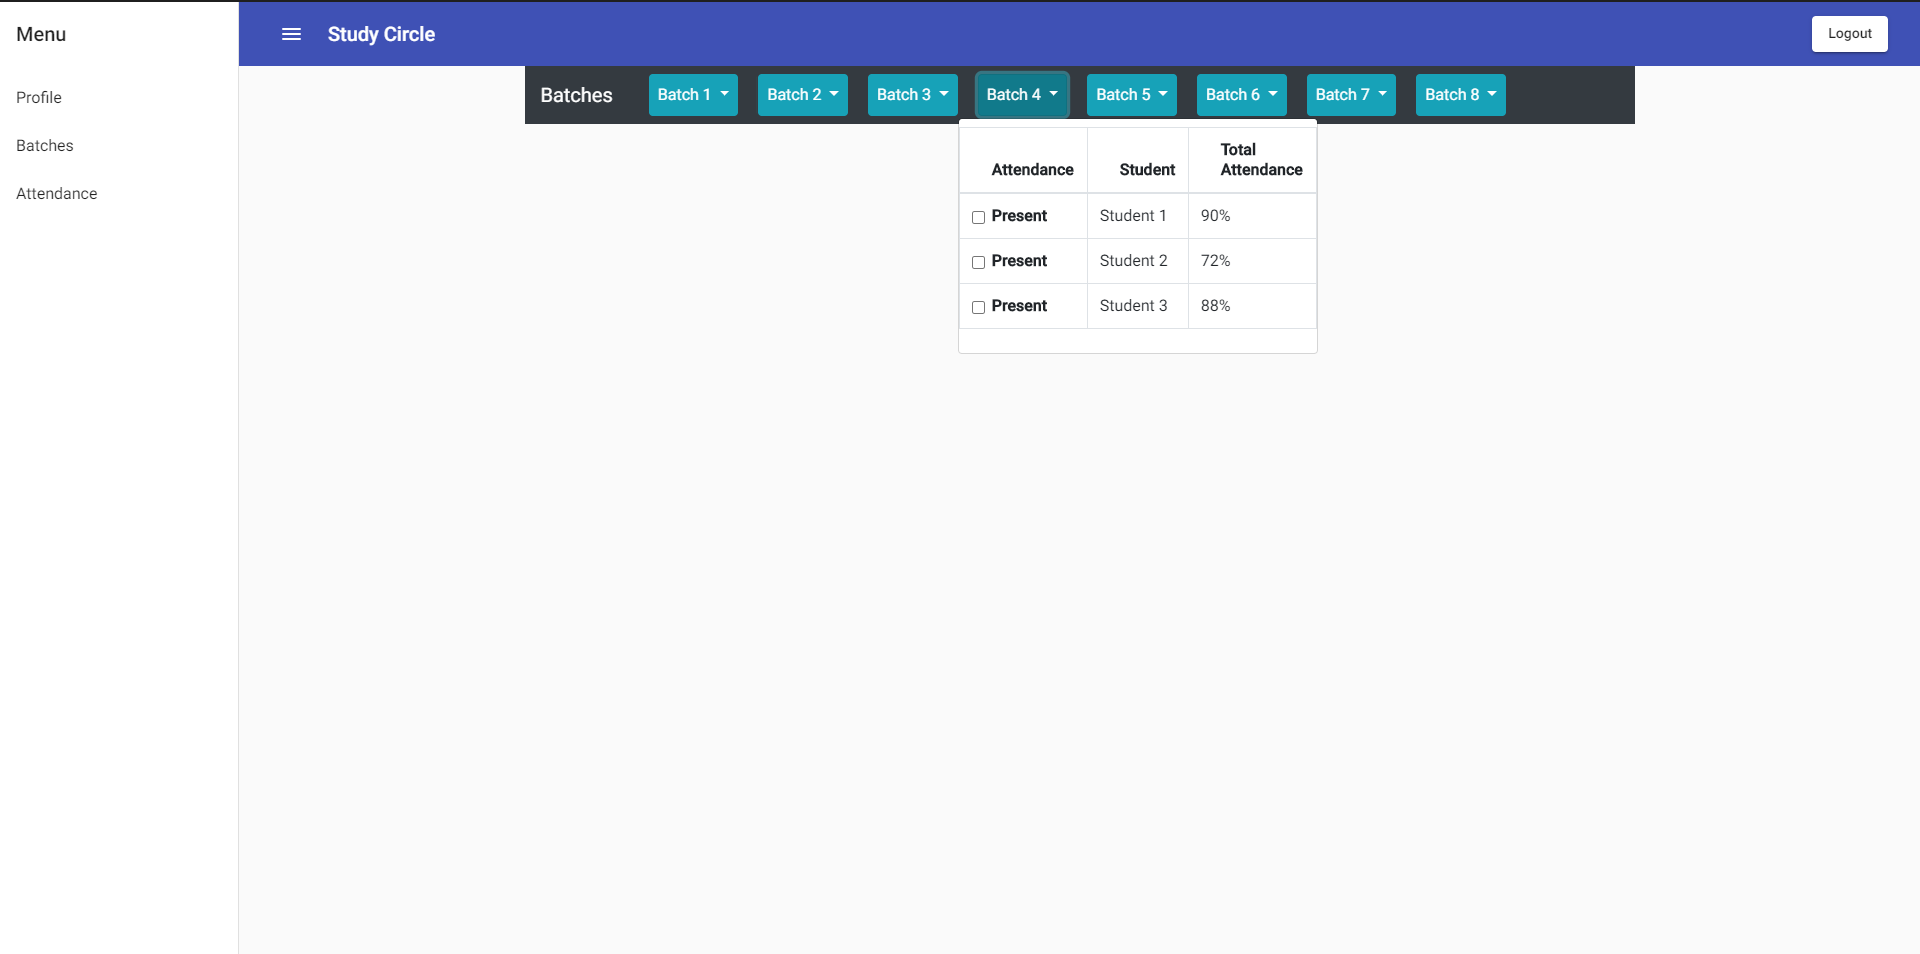 Menu
Study Circle
Logout
Profile
Batches
Attendance
Batches Batch 1 Batch 2 Batch 3 Batch 4 Batch 5 Batch 6 Batch 7 Batch 8
Attendance Student Total Attendance
Present Student 1 90%
Present Student 2 72%
Present Student 3 88%